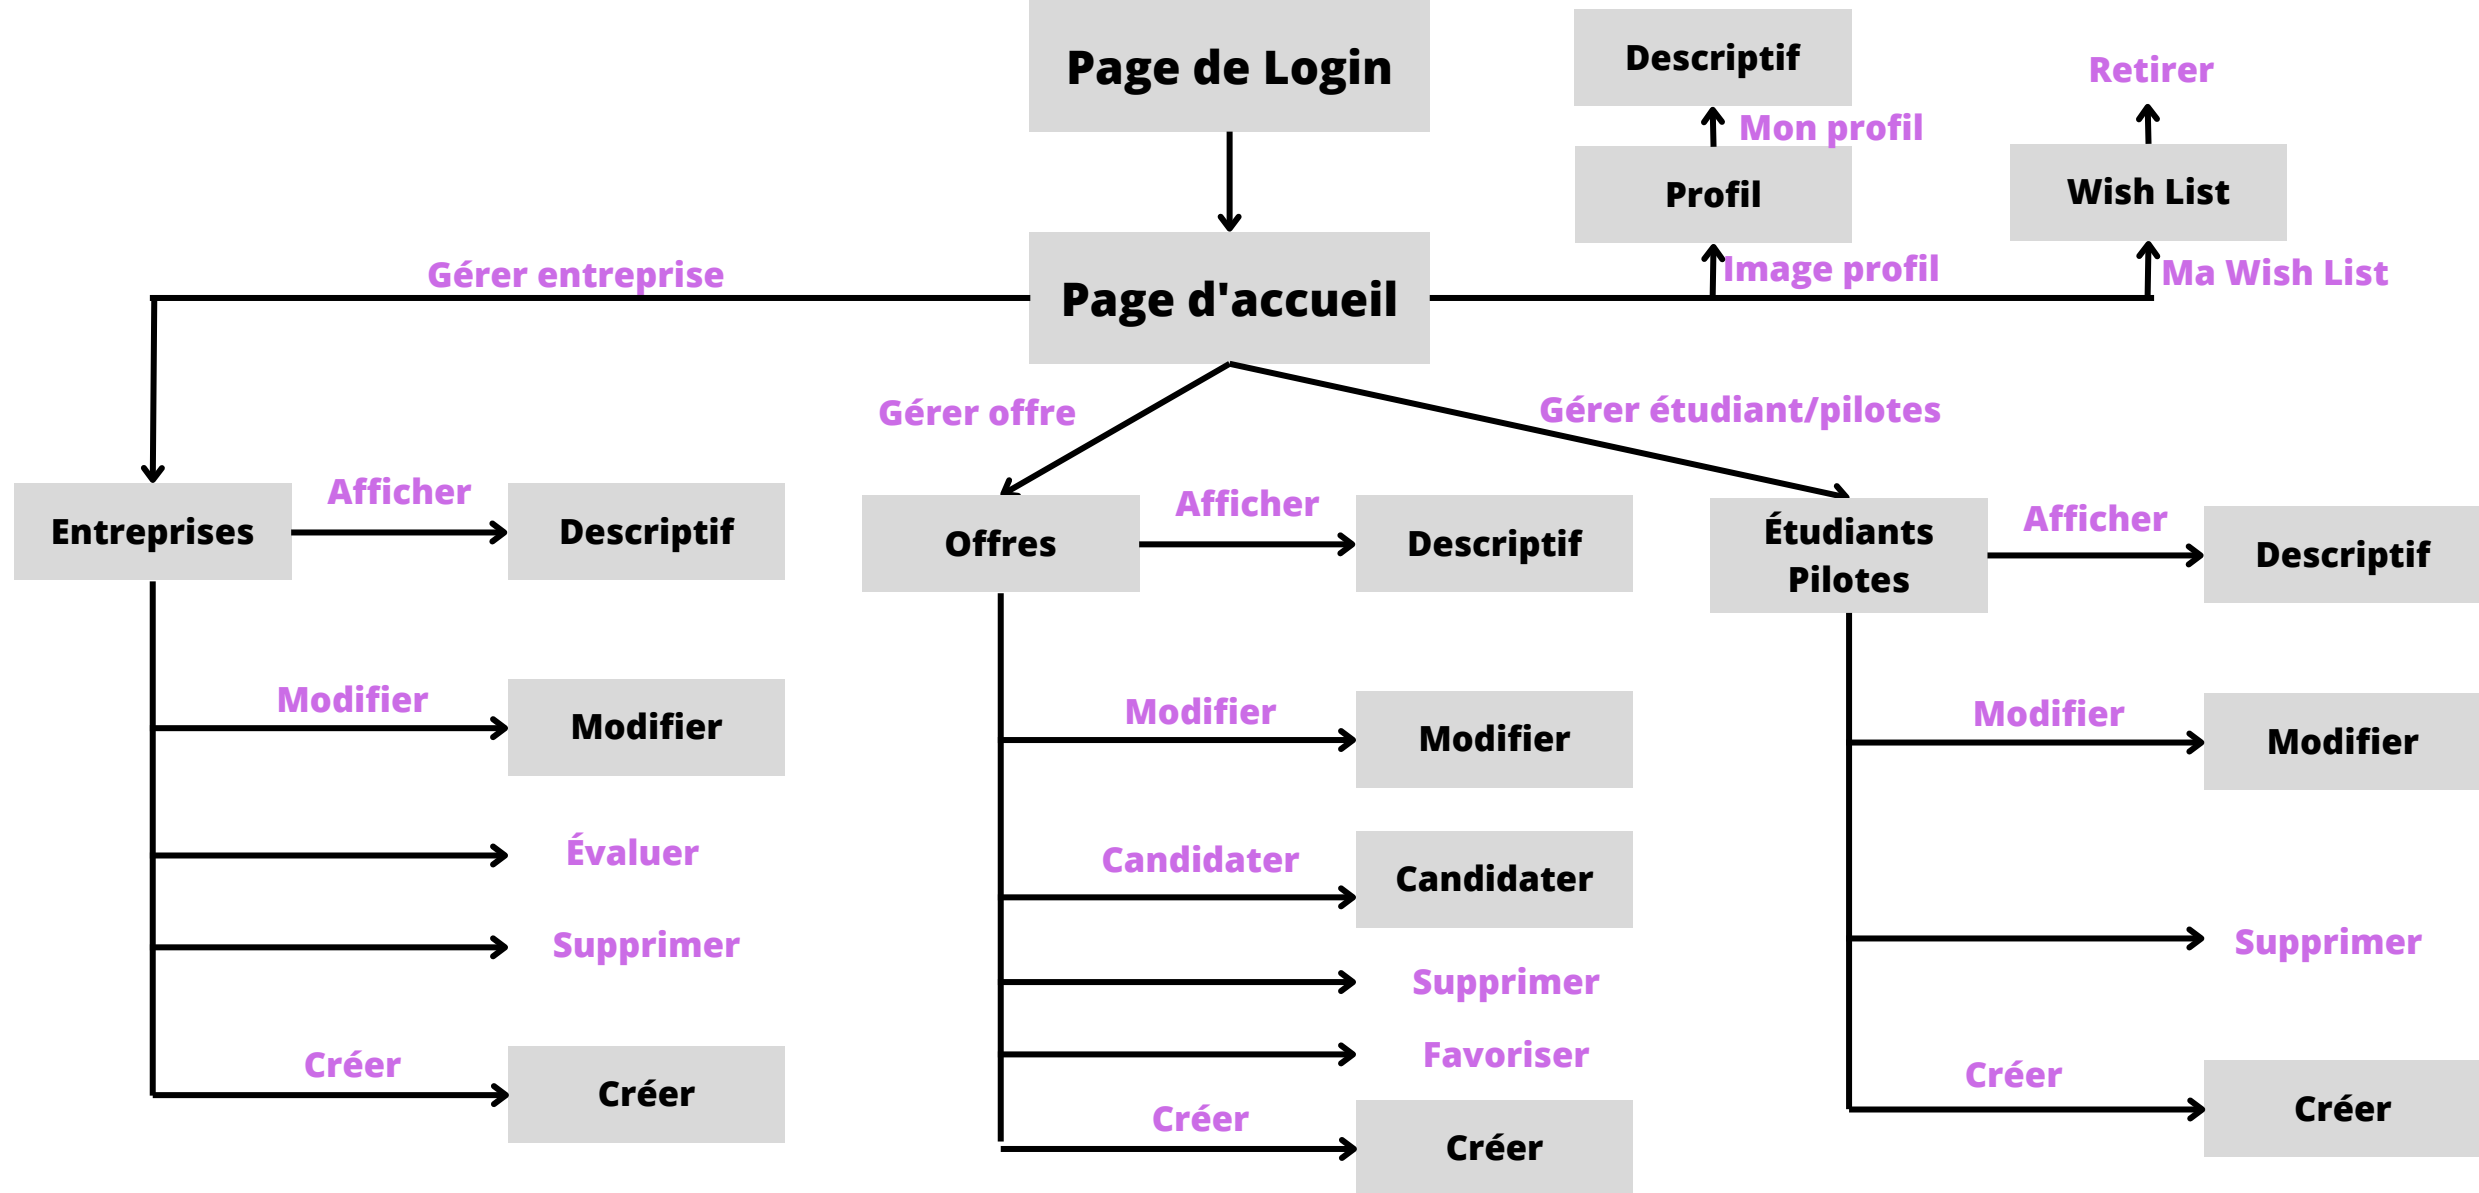 Page de Login
Descriptif
Retirer
Mon profil
Profil
Wish List
Gérer entreprise
Page d'accueil
Image profil
Ma Wish List
Gérer offre
Gérer étudiant/pilotes
Entreprises
Afficher
Descriptif
Offres
Afficher
Descriptif
Étudiants
Pilotes
Afficher
Descriptif
Modifier
Modifier
Modifier
Modifier
Modifier
Modifier
Évaluer
Candidater
Candidater
Supprimer
Supprimer
Supprimer
Favoriser
Créer
Créer
Créer
Créer
Créer
Créer